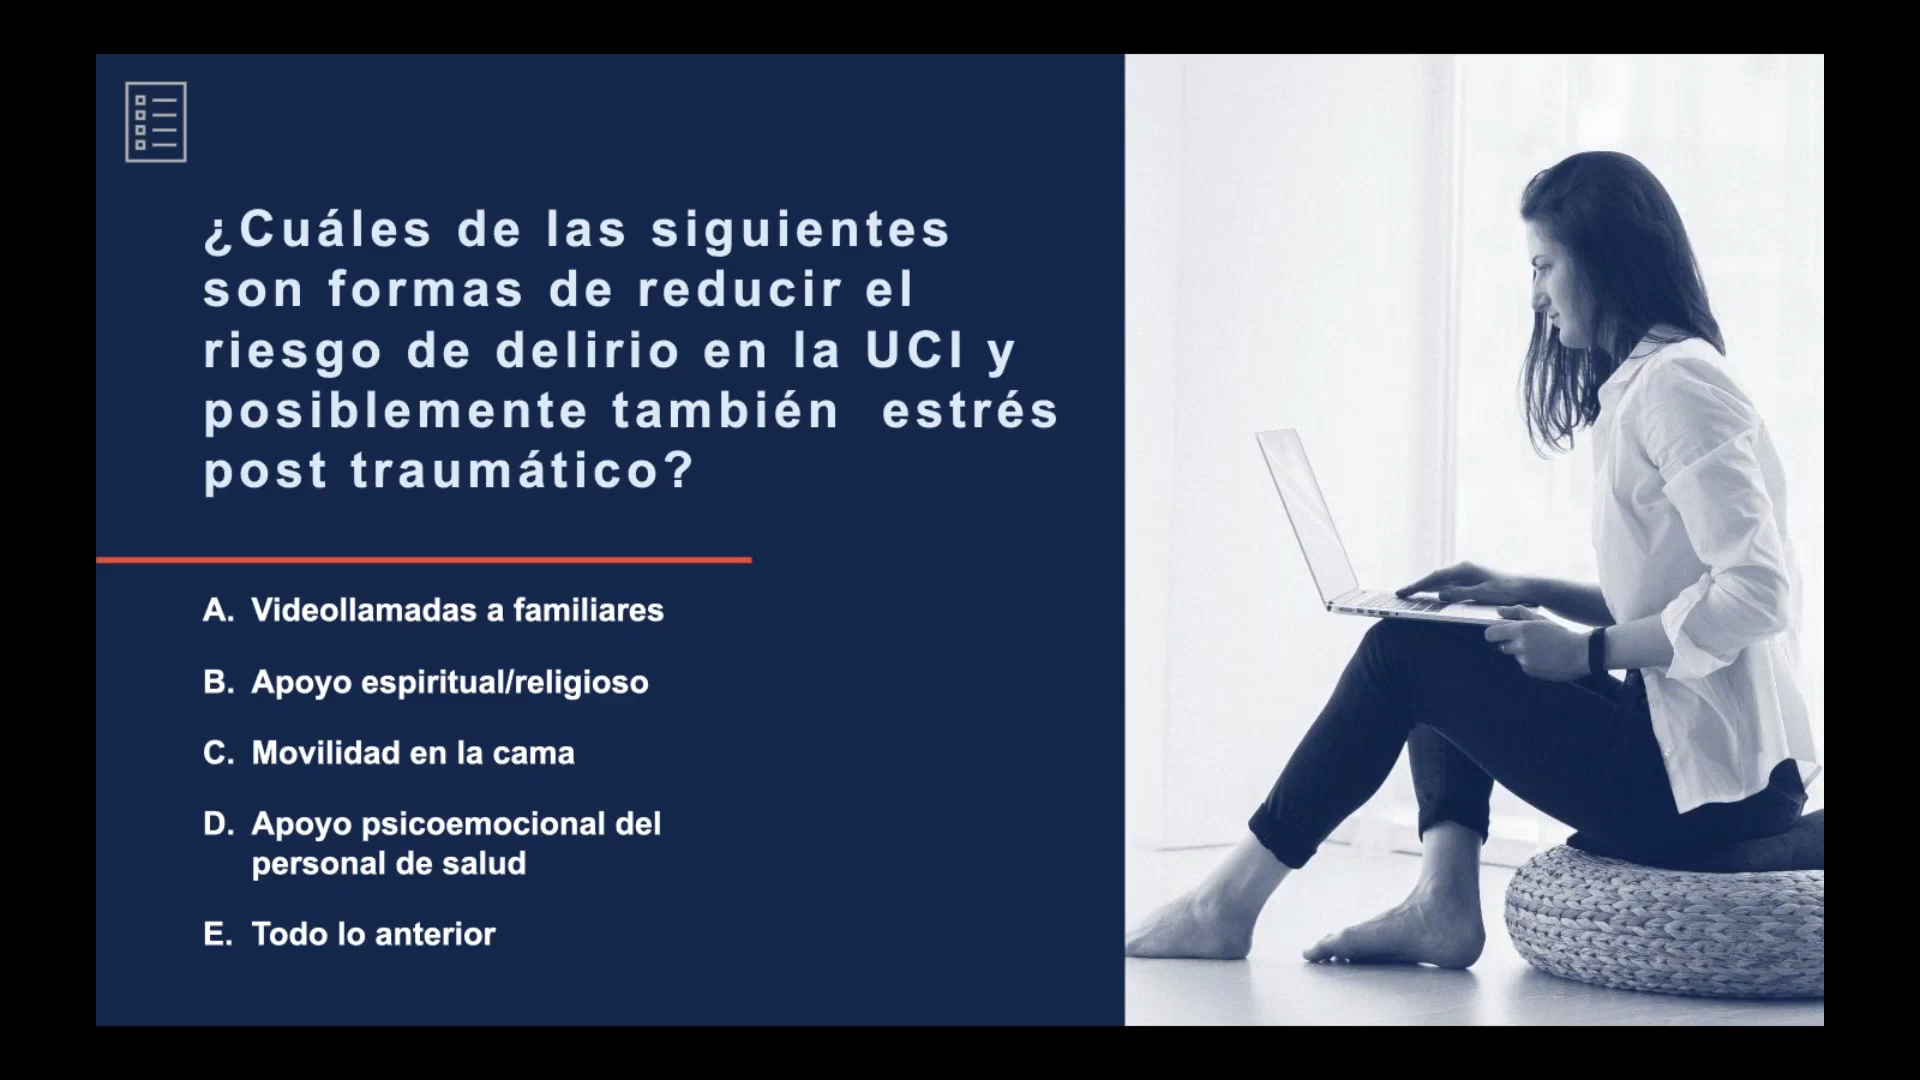 ¿Cuáles de las siguientes
son formas de reducir el
riesgo de delirio en la UCI y
posiblemente también  estrés
post traumático?
A. Videollamadas a familiares
B. Apoyo espiritual/religioso
C. Movilidad en la cama
D. Apoyo psicoemocional del
personal de salud
E. Todo lo anterior